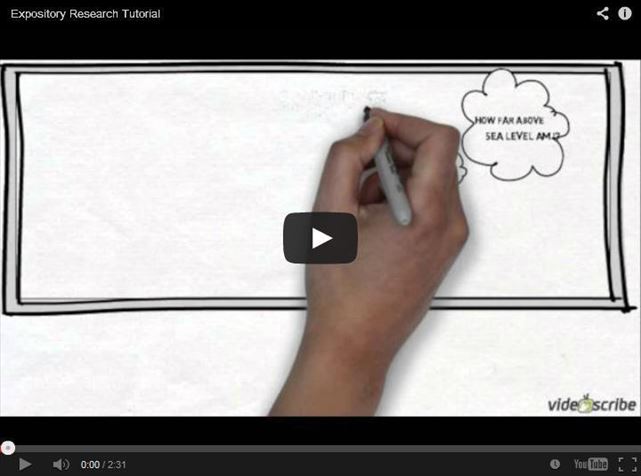 Expository Research Tutorial
HOW FAR ABOVE
SEA LEVEL AM I?
videoscribe
0:00 / 2:31
YouTube